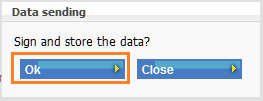 Data sending
Sign and store the data?
Ok Close